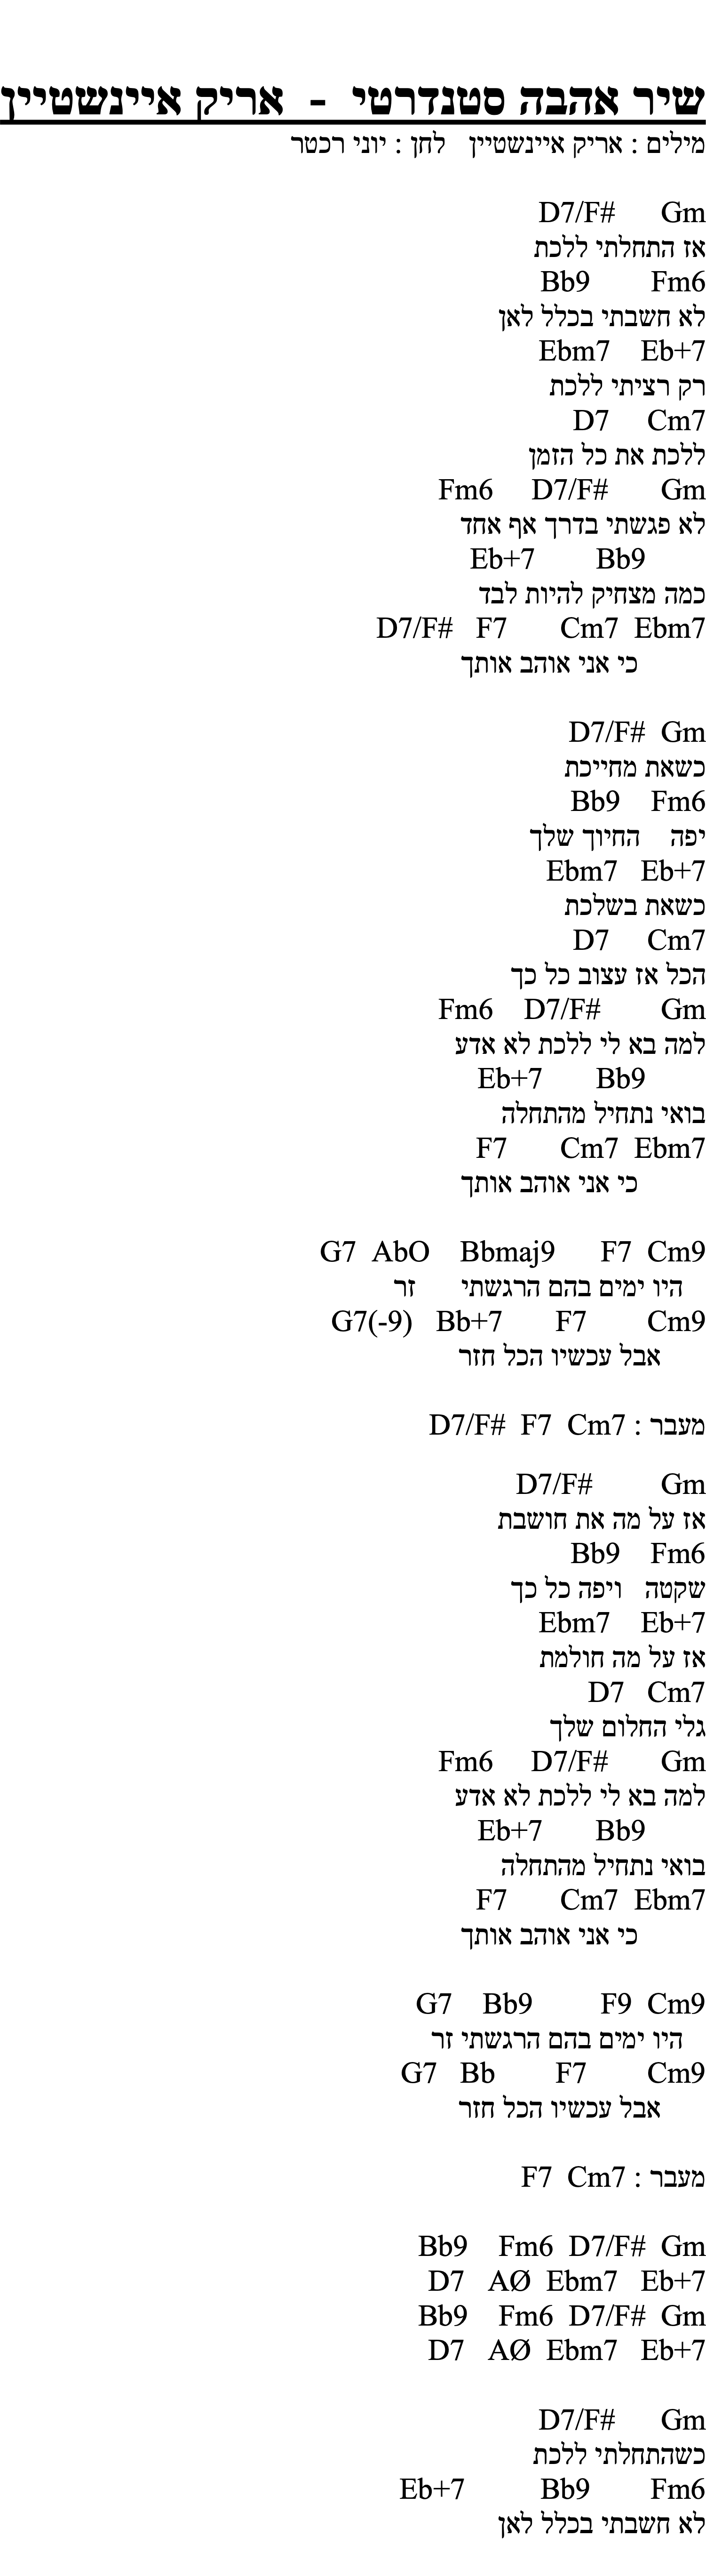 שיר אהבה סטנדרטי - אריק איינשטיין
מילים : אריק איינשטיין לחן : יוני רכטר
Gm D7/F#
אז התחלתי ללכת
Fm6 Bb9
לא חשבתי בכלל לאן
Eb+7 Ebm7
רק רציתי ללכת
Cm7 D7
ללכת את כל הזמן
Gm D7/F# Fm6
לא פגשתי בדרך אף אחד
Bb9 Eb+7
כמה מצחיק להיות לבד
Ebm7 Cm7 F7 D7/F#
כי אני אוהב אותך
Gm D7/F#
כשאת מחייכת
Fm6 Bb9
יפה החיוך שלך
Eb+7 Ebm7
כשאת בשלכת
Cm7 D7
הכל אז עצוב כל כך
Gm D7/F# Fm6
למה בא לי ללכת לא אדע
Bb9 Eb+7
בואי נתחיל מהתחלה
Ebm7 Cm7 F7
כי אני אוהב אותך
Cm9 F7 Bbmaj9 AbO G7
היו ימים בהם הרגשתי זר
Cm9 F7 Bb+7 G7(-9)
אבל עכשיו הכל חזר
מעבר : Cm7 F7 D7/F#
Gm D7/F#
אז על מה את חושבת
Fm6 Bb9
שקטה ויפה כל כך
Eb+7 Ebm7
אז על מה חולמת
Cm7 D7
גלי החלום שלך
Gm D7/F# Fm6
למה בא לי ללכת לא אדע
Bb9 Eb+7
בואי נתחיל מהתחלה
Ebm7 Cm7 F7
כי אני אוהב אותך
Cm9 F9 Bb9 G7
היו ימים בהם הרגשתי זר
Cm9 F7 Bb G7
אבל עכשיו הכל חזר
מעבר : Cm7 F7
Gm D7/F# Fm6 Bb9
Eb+7 Ebm7 AØ D7
Gm D7/F# Fm6 Bb9
Eb+7 Ebm7 AØ D7
Gm D7/F#
כשהתחלתי ללכת
Fm6 Bb9 Eb+7
לא חשבתי בכלל לאן